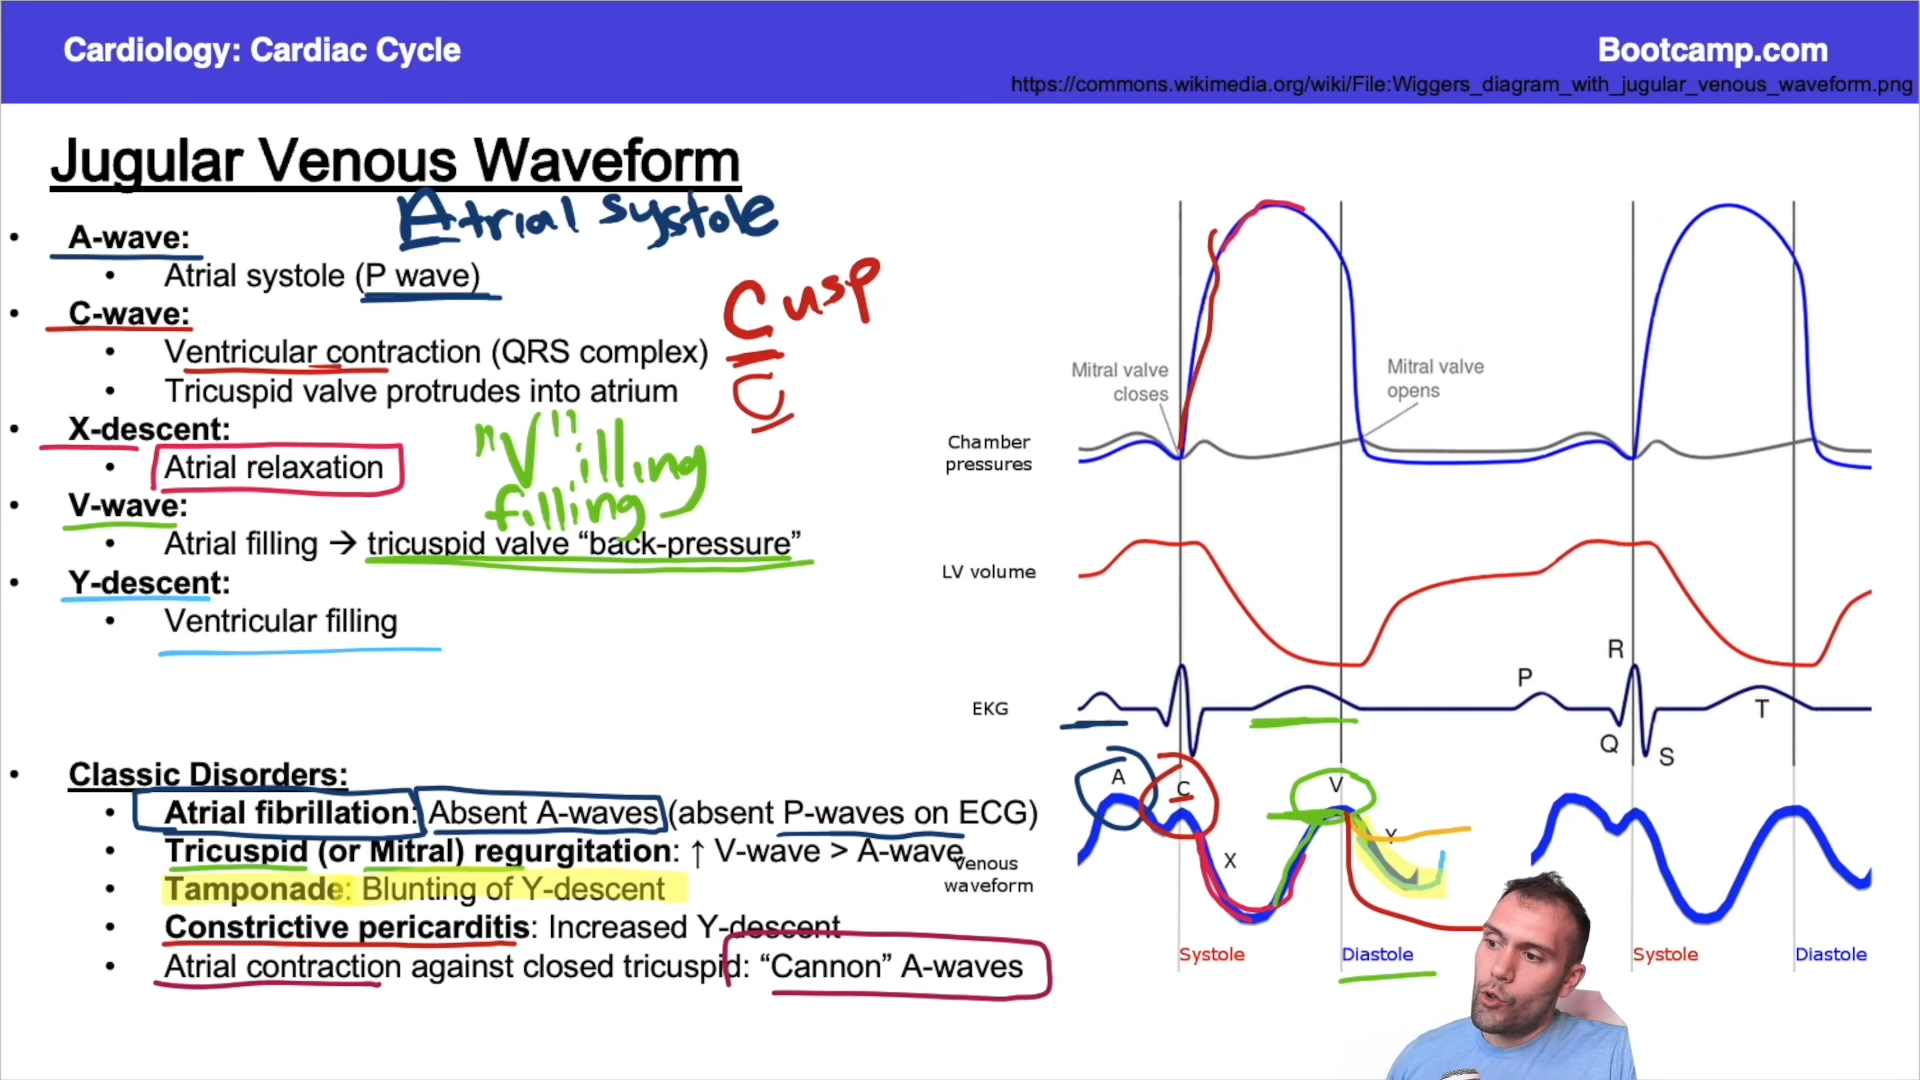 Cardiology: Cardiac Cycle
Bootcamp.com
https://commons.wikimedia.org/wiki/File:Wiggers_diagram_with_jugular_venous_waveform.png
Jugular Venous Waveform
Atrial systole
• A-wave:
• Atrial systole (P wave)
• C-wave:
Cusp
• Ventricular contraction (QRS complex)
• Tricuspid valve protrudes into atrium
C
• X-descent:
• Atrial relaxation
"V"illing
filling
• V-wave:
• Atrial filling → tricuspid valve “back-pressure”
• Y-descent:
• Ventricular filling
• Classic Disorders:
• Atrial fibrillation: Absent A-waves (absent P-waves on ECG)
• Tricuspid (or Mitral) regurgitation: ↑ V-wave > A-wave
• Tamponade: Blunting of Y-descent
• Constrictive pericarditis: Increased Y-descent
• Atrial contraction against closed tricuspid: “Cannon” A-waves
Mitral valve
closes
Mitral valve
opens
Chamber
pressures
LV volume
EKG
P
R
Q
S
T
Venous
waveform
A
C
X
V
Y
Systole
Diastole
Systole
Diastole